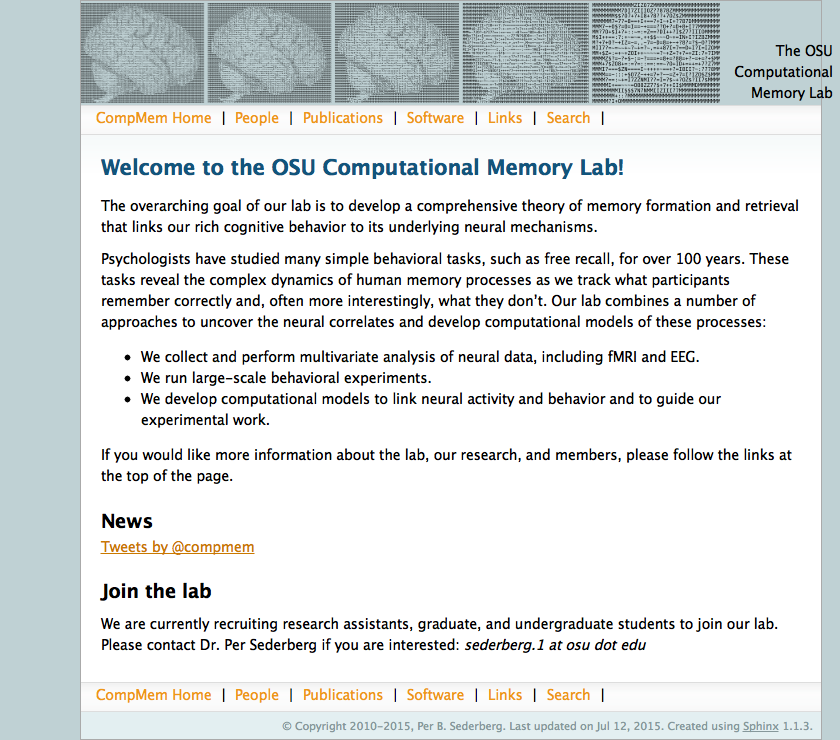 The OSU
Computational
Memory Lab
CompMem Home | People | Publications | Software | Links | Search |
Welcome to the OSU Computational Memory Lab!
The overarching goal of our lab is to develop a comprehensive theory of memory formation and retrieval
that links our rich cognitive behavior to its underlying neural mechanisms.
Psychologists have studied many simple behavioral tasks, such as free recall, for over 100 years. These
tasks reveal the complex dynamics of human memory processes as we track what participants
remember correctly and, often more interestingly, what they don't. Our lab combines a number of
approaches to uncover the neural correlates and develop computational models of these processes:
• We collect and perform multivariate analysis of neural data, including fMRI and EEG.
• We run large-scale behavioral experiments.
• We develop computational models to link neural activity and behavior and to guide our
experimental work.
If you would like more information about the lab, our research, and members, please follow the links at
the top of the page.
News
Tweets by @compmem
Join the lab
We are currently recruiting research assistants, graduate, and undergraduate students to join our lab.
Please contact Dr. Per Sederberg if you are interested: sederberg.1 at osu dot edu
CompMem Home | People | Publications | Software | Links | Search |
© Copyright 2010-2015, Per B. Sederberg. Last updated on Jul 12, 2015. Created using Sphinx 1.1.3.